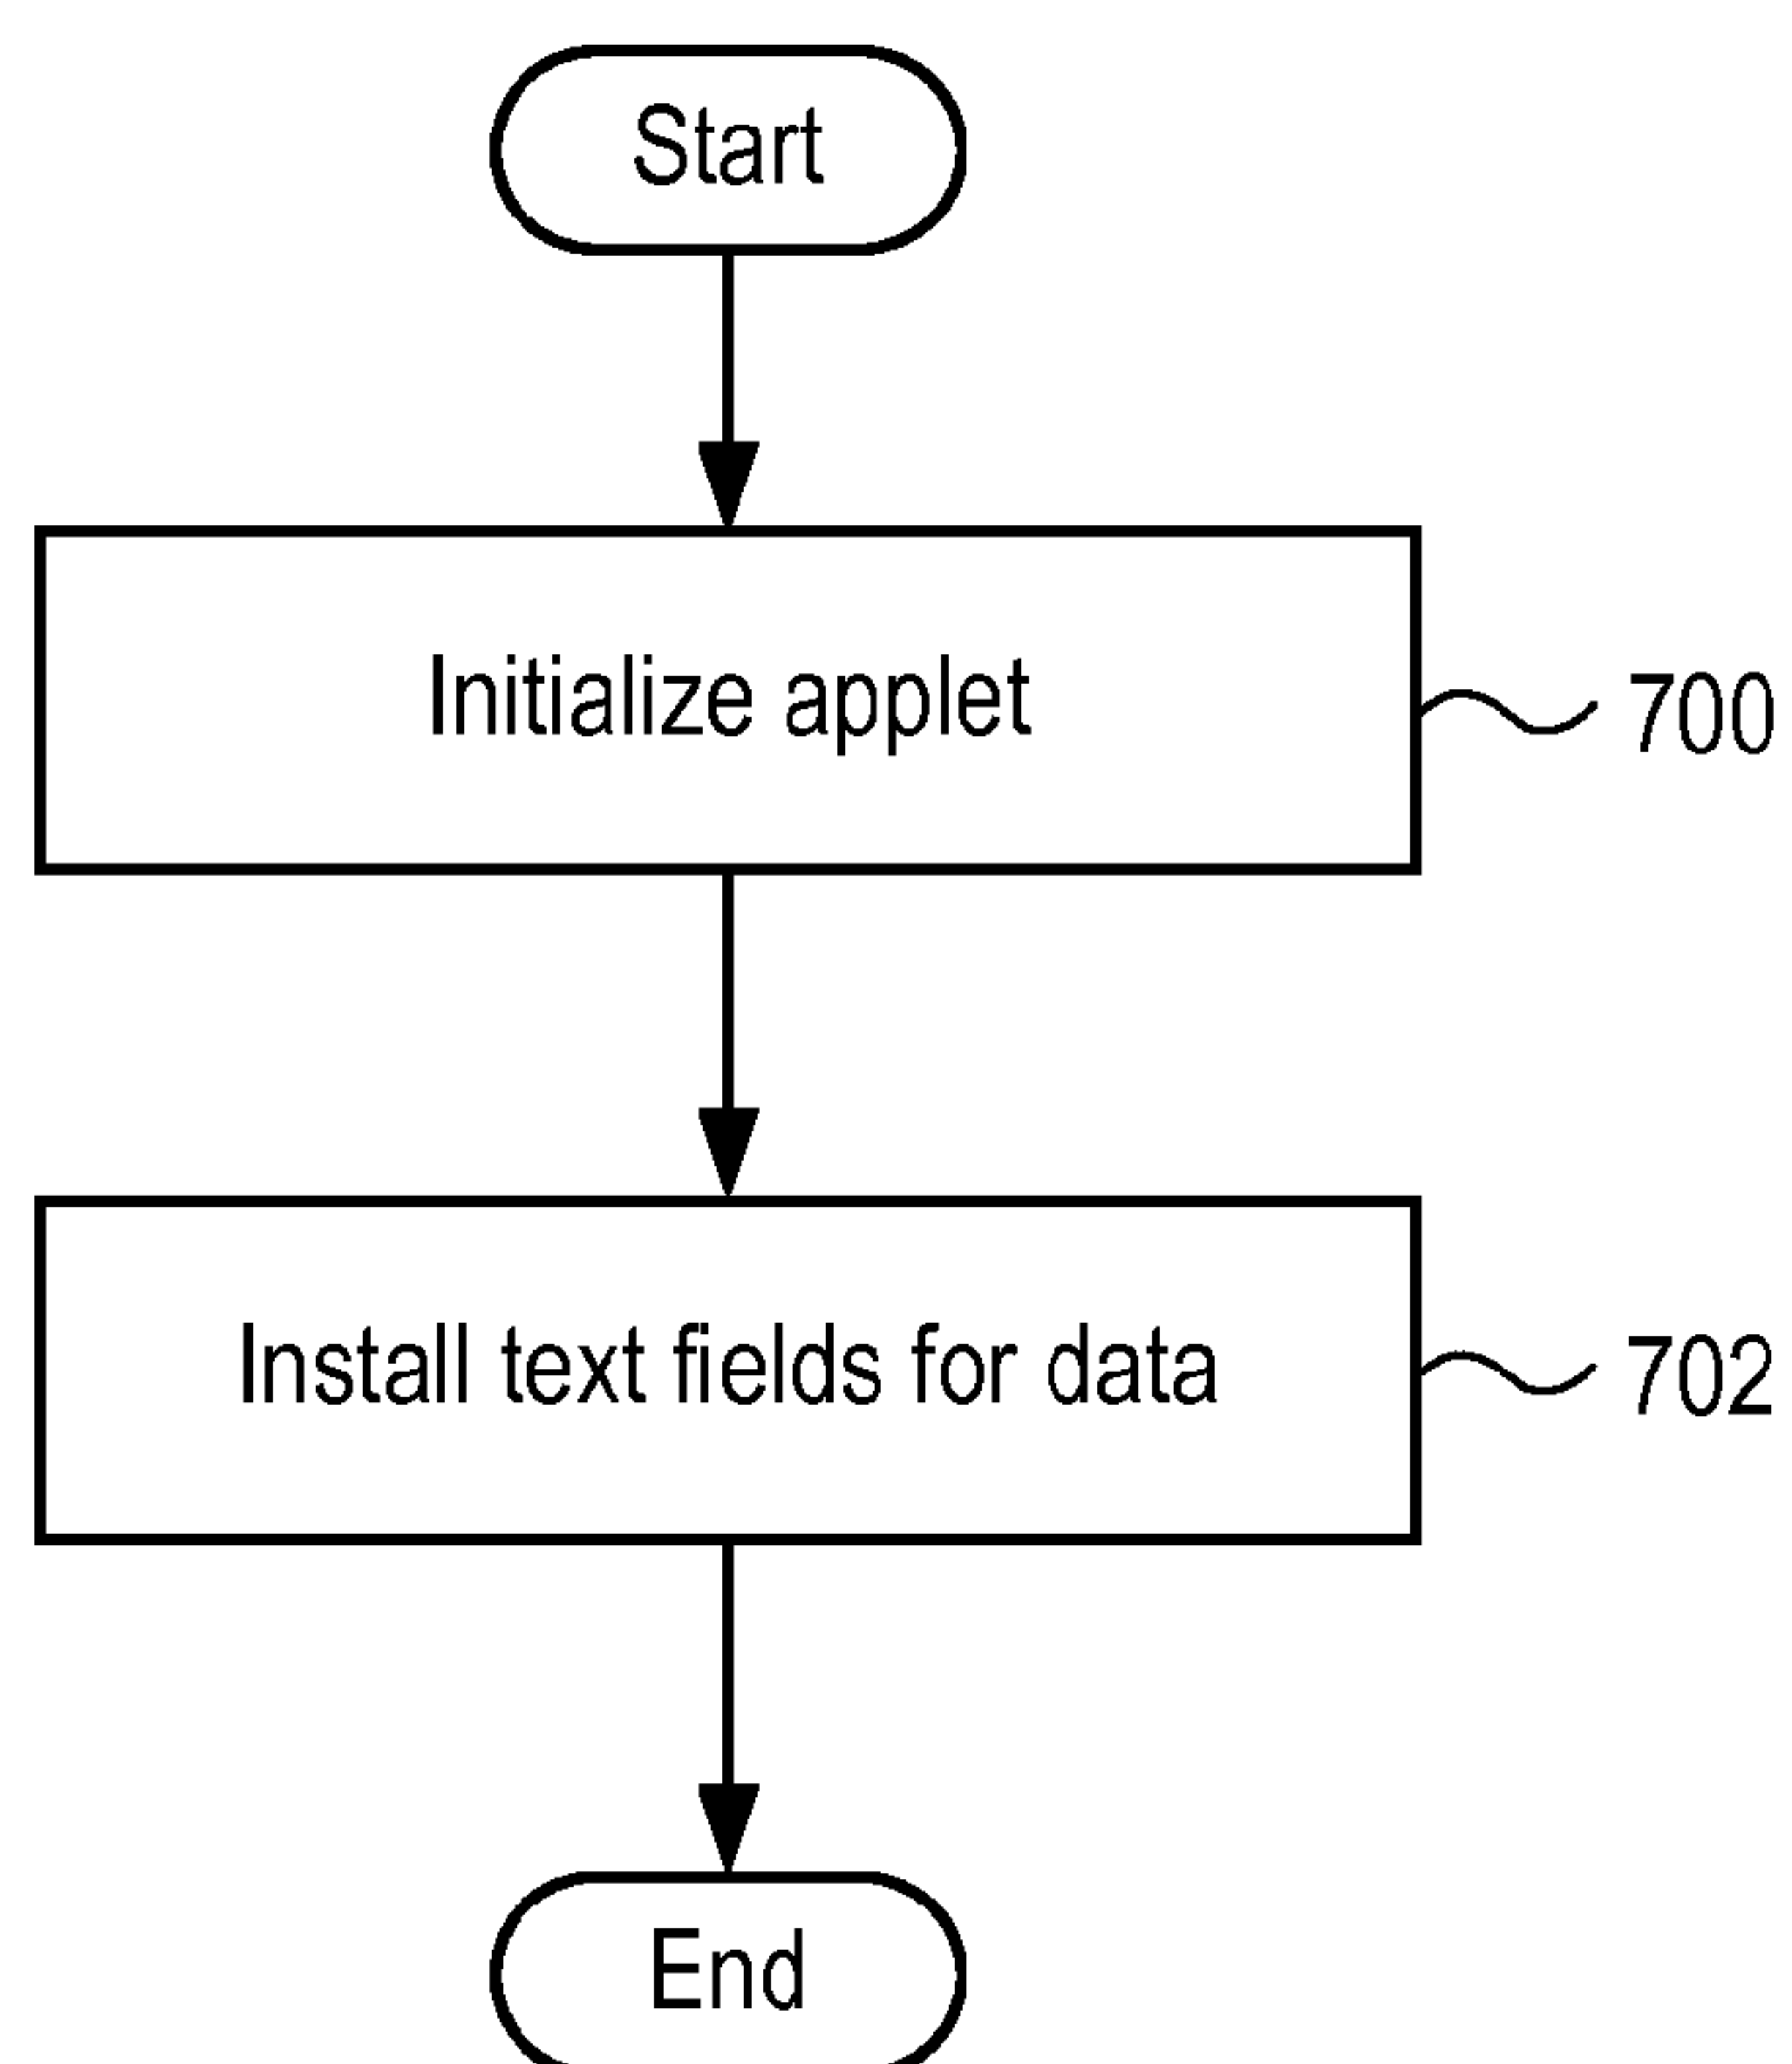 Start
Initialize applet
700
Install text fields for data
702
End